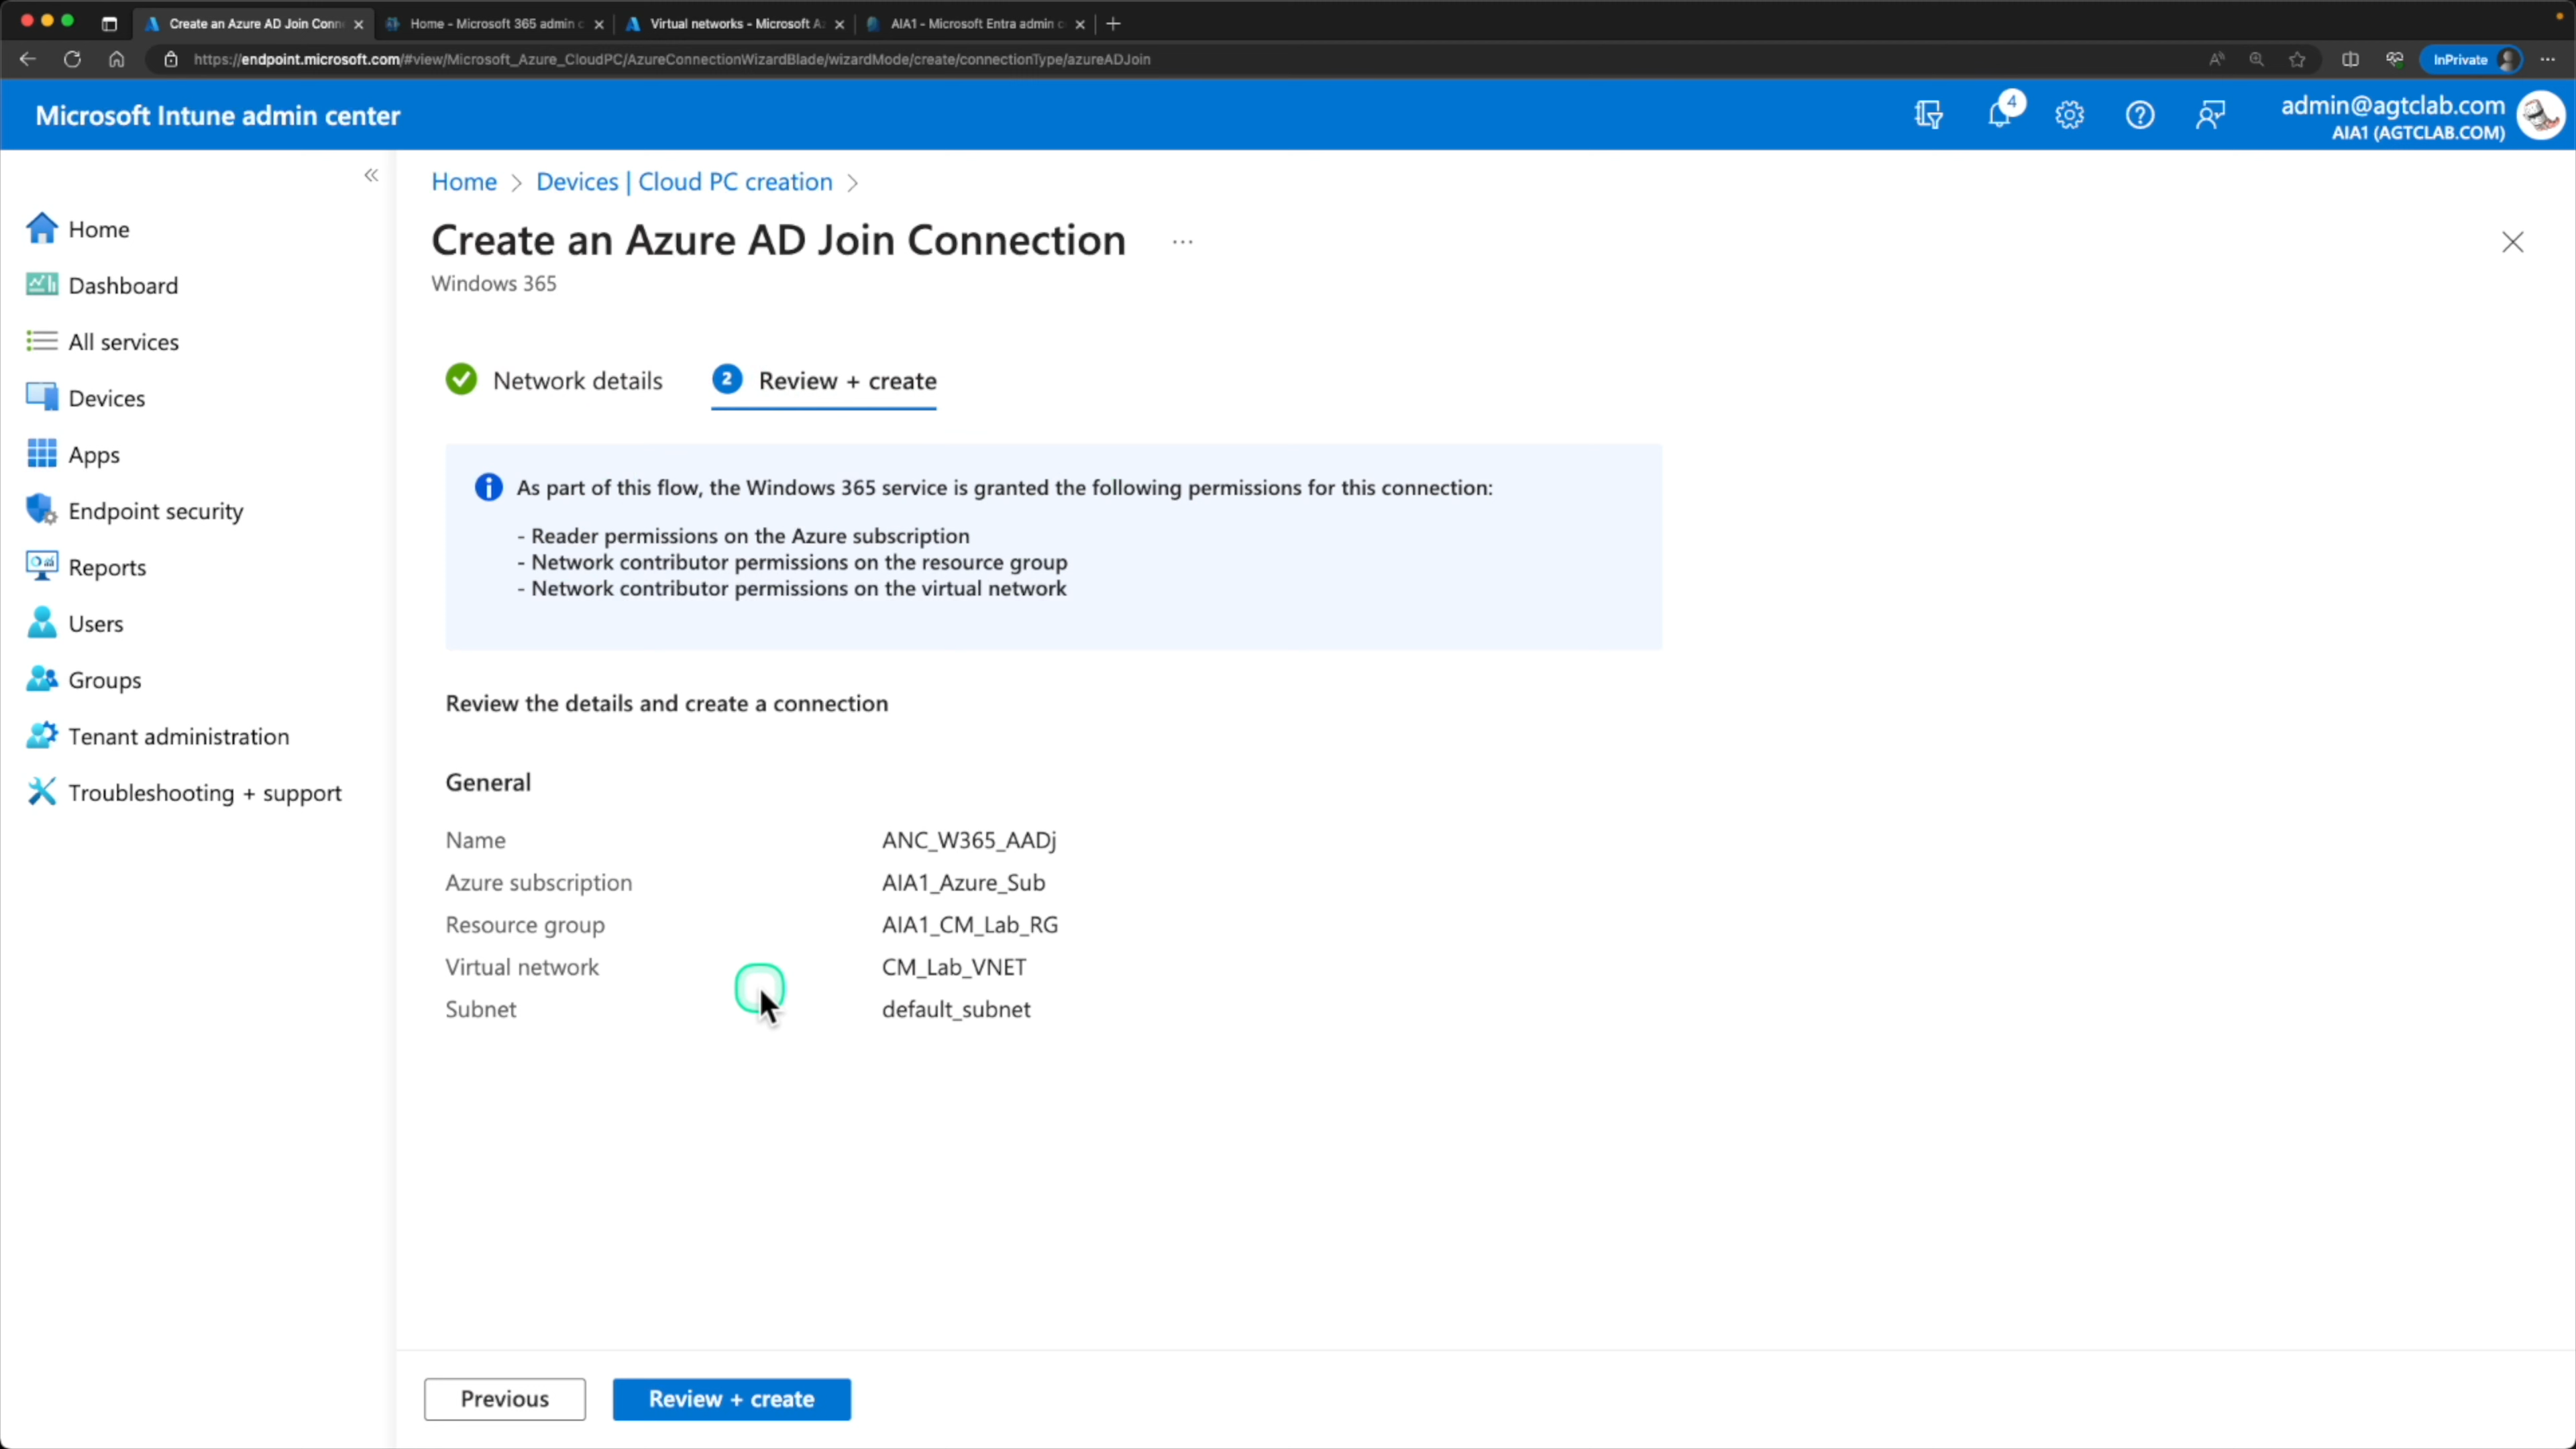 Create an Azure AD Join Conn
Home - Microsoft 365 admin c
Virtual networks - Microsoft A
AIA1 - Microsoft Entra admin c
https://endpoint.microsoft.com/#view/Microsoft_Azure_CloudPC/AzureConnectionWizardBlade/wizardMode/create/connectionType/azureADJoin
InPrivate
Microsoft Intune admin center
4
admin@agtclab.com
AIA1 (AGTCLAB.COM)
Home > Devices | Cloud PC creation >
Create an Azure AD Join Connection ...
Windows 365
Home
Dashboard
All services
Devices
Apps
Endpoint security
Reports
Users
Groups
Tenant administration
Troubleshooting + support
Network details
2 Review + create
As part of this flow, the Windows 365 service is granted the following permissions for this connection:
- Reader permissions on the Azure subscription
- Network contributor permissions on the resource group
- Network contributor permissions on the virtual network
Review the details and create a connection
General
Name ANC_W365_AADj
Azure subscription AIA1_Azure_Sub
Resource group AIA1_CM_Lab_RG
Virtual network CM_Lab_VNET
Subnet default_subnet
Previous
Review + create